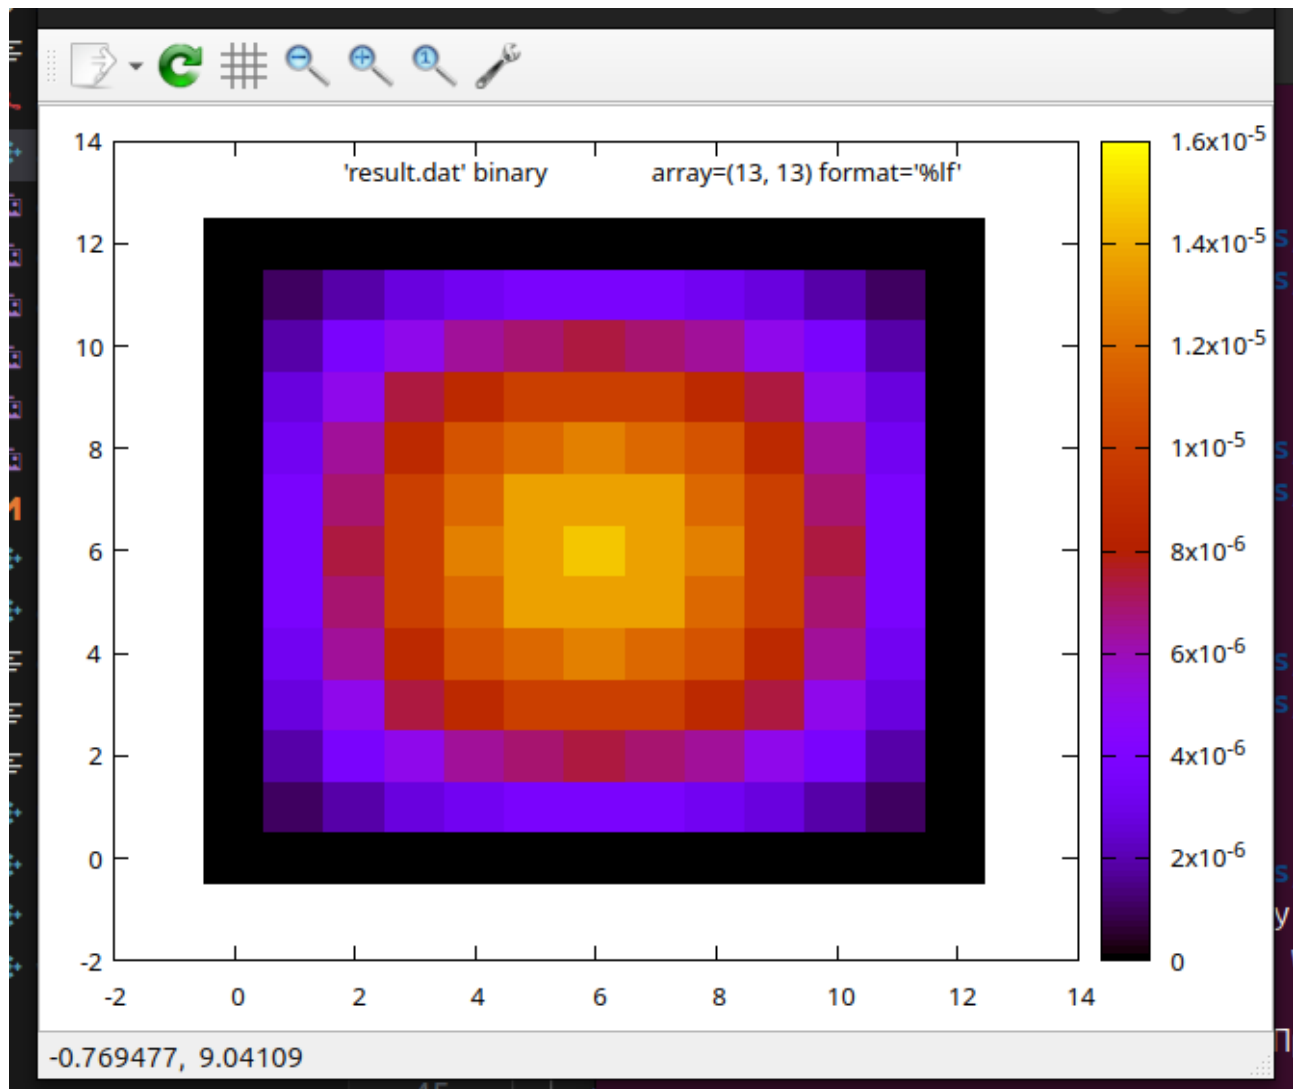 14
'result.dat' binary array=(13, 13) format='%lf'
12
10
8
6
4
2
0
-2
-2 0 2 4 6 8 10 12 14
1.6x10-5
1.4x10-5
1.2x10-5
1x10-5
8x10-6
6x10-6
4x10-6
2x10-6
0
-0.769477, 9.04109